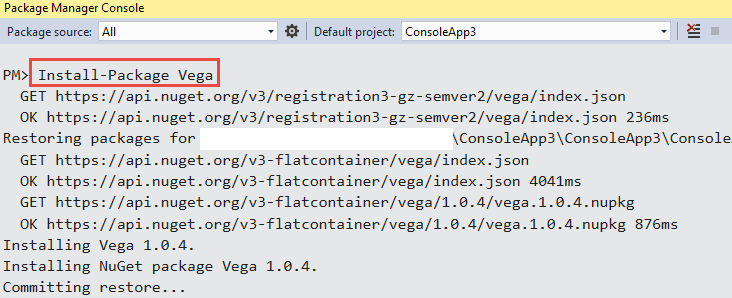 Package Manager Console
Package source: All Default project: ConsoleApp3
PM> Install-Package Vega
GET https://api.nuget.org/v3/registration3-gz-semver2/vega/index.json
OK https://api.nuget.org/v3/registration3-gz-semver2/vega/index.json 236ms
Restoring packages for \ConsoleApp3\ConsoleApp3\Console
GET https://api.nuget.org/v3-flatcontainer/vega/index.json
OK https://api.nuget.org/v3-flatcontainer/vega/index.json 4041ms
GET https://api.nuget.org/v3-flatcontainer/vega/1.0.4/vega.1.0.4.nupkg
OK https://api.nuget.org/v3-flatcontainer/vega/1.0.4/vega.1.0.4.nupkg 876ms
Installing Vega 1.0.4.
Installing NuGet package Vega 1.0.4.
Committing restore...